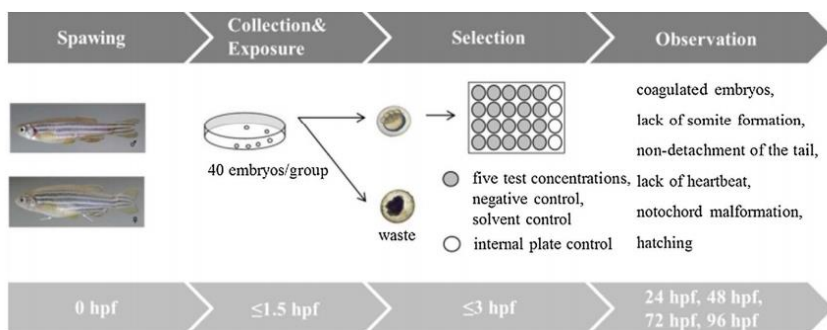 Spawing
Collection&
Exposure
Selection
Observation
♂
♀
40 embryos/group
waste
five test concentrations,
negative control,
solvent control
internal plate control
coagulated embryos,
lack of somite formation,
non-detachment of the tail,
lack of heartbeat,
notochord malformation,
hatching
0 hpf
≤1.5 hpf
≤3 hpf
24 hpf, 48 hpf,
72 hpf, 96 hpf